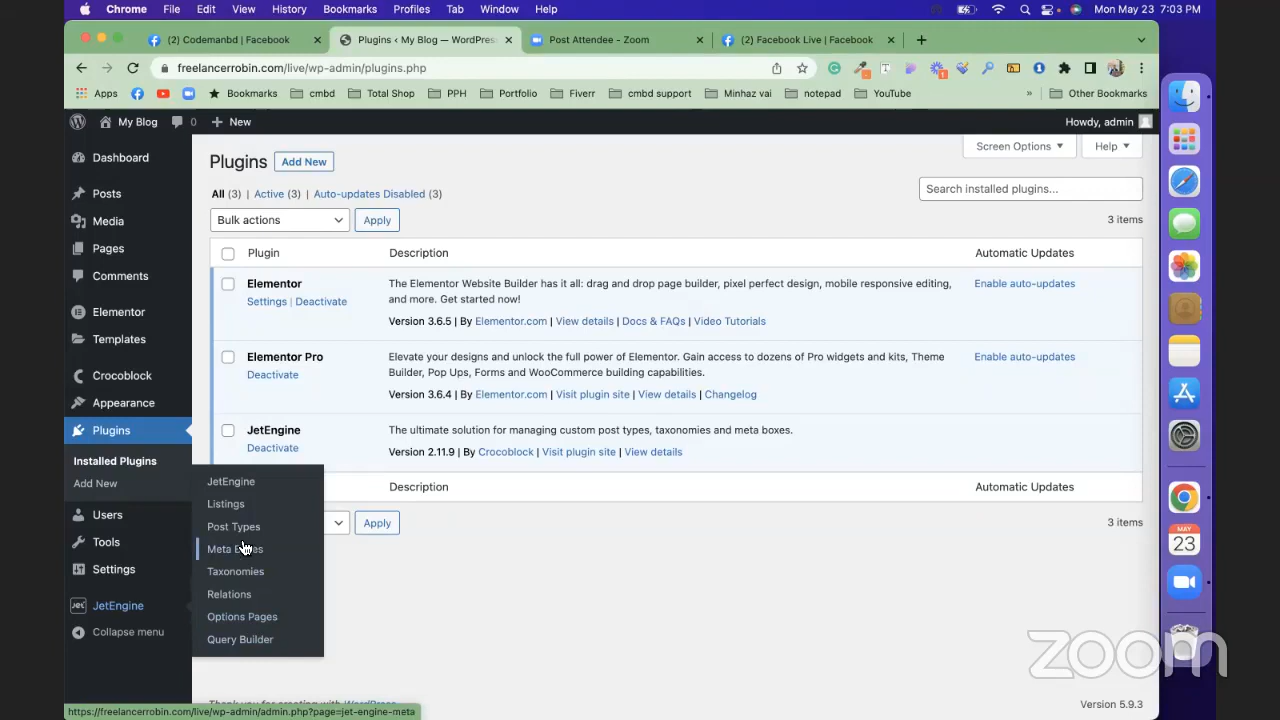 Chrome File Edit View History Bookmarks Profiles Tab Window Help Mon May 23 7:03 PM
(2) Codemanbd | Facebook Plugins < My Blog — WordPress Post Attendee - Zoom (2) Facebook Live | Facebook
freelancerrobin.com/live/wp-admin/plugins.php
Apps Bookmarks cmbd Total Shop PPH Portfolio Fiverr cmbd support Minhaz vai notepad YouTube » Other Bookmarks
My Blog 0 + New Howdy, admin
Dashboard
Posts
Media
Pages
Comments
Elementor
Templates
Crocoblock
Appearance
Plugins
Installed Plugins
Add New
Users
Tools
Settings
JetEngine
Collapse menu
JetEngine
Listings
Post Types
Meta
Taxonomies
Relations
Options Pages
Query Builder
Screen Options Help
Plugins Add New
All (3) | Active (3) | Auto-updates Disabled (3)
Search installed plugins...
Bulk actions Apply 3 items
Plugin Description Automatic Updates
Elementor The Elementor Website Builder has it all: drag and drop page builder, pixel perfect design, mobile responsive editing, Enable auto-updates
Settings | Deactivate and more. Get started now!
Version 3.6.5 | By Elementor.com | View details | Docs & FAQs | Video Tutorials
Elementor Pro Elevate your designs and unlock the full power of Elementor. Gain access to dozens of Pro widgets and kits, Theme Enable auto-updates
Deactivate Builder, Pop Ups, Forms and WooCommerce building capabilities.
Version 3.6.4 | By Elementor.com | Visit plugin site | View details | Changelog
JetEngine The ultimate solution for managing custom post types, taxonomies and meta boxes.
Deactivate Version 2.11.9 | By Crocoblock | Visit plugin site | View details
Description Automatic Updates
Apply 3 items
Thank you for creating with WordPress.
Version 5.9.3
https://freelancerrobin.com/live/wp-admin/admin.php?page=jet-engine-meta
MAY
23
zoom